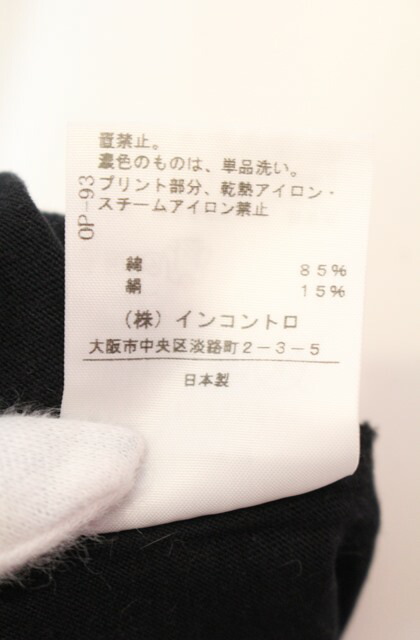 置禁止。
濃色のものは、単品洗い。
プリント部分、乾熱アイロン・
スチームアイロン禁止
OP-93
綿 85%
絹 15%
（株）インコントロ
大阪市中央区淡路町2-3-5
日本製